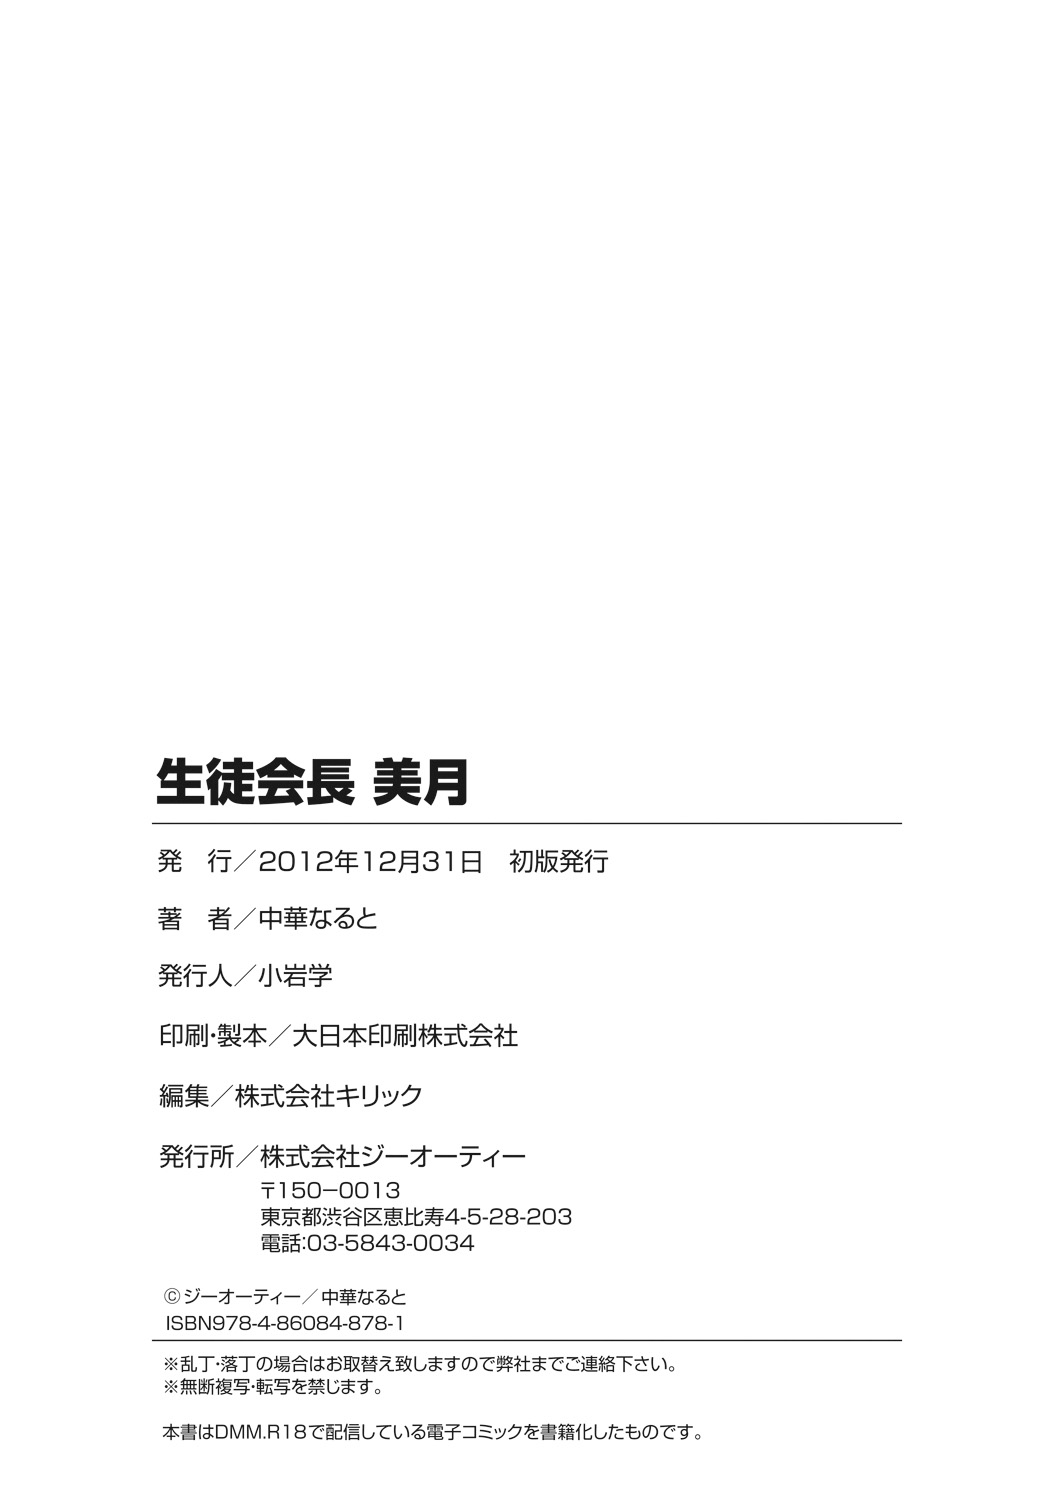 生徒会長 美月
発　行／2012年12月31日　初版発行
著　者／中華なると
発行人／小岩学
印刷・製本／大日本印刷株式会社
編集／株式会社キリック
発行所／株式会社ジーオーティー
〒150−0013
東京都渋谷区恵比寿4-5-28-203
電話:03-5843-0034
©ジーオーティー／中華なると
ISBN978-4-86084-878-1
※乱丁・落丁の場合はお取替え致しますので弊社までご連絡下さい。
※無断複写・転写を禁じます。
本書はDMM.R18で配信している電子コミックを書籍化したものです。